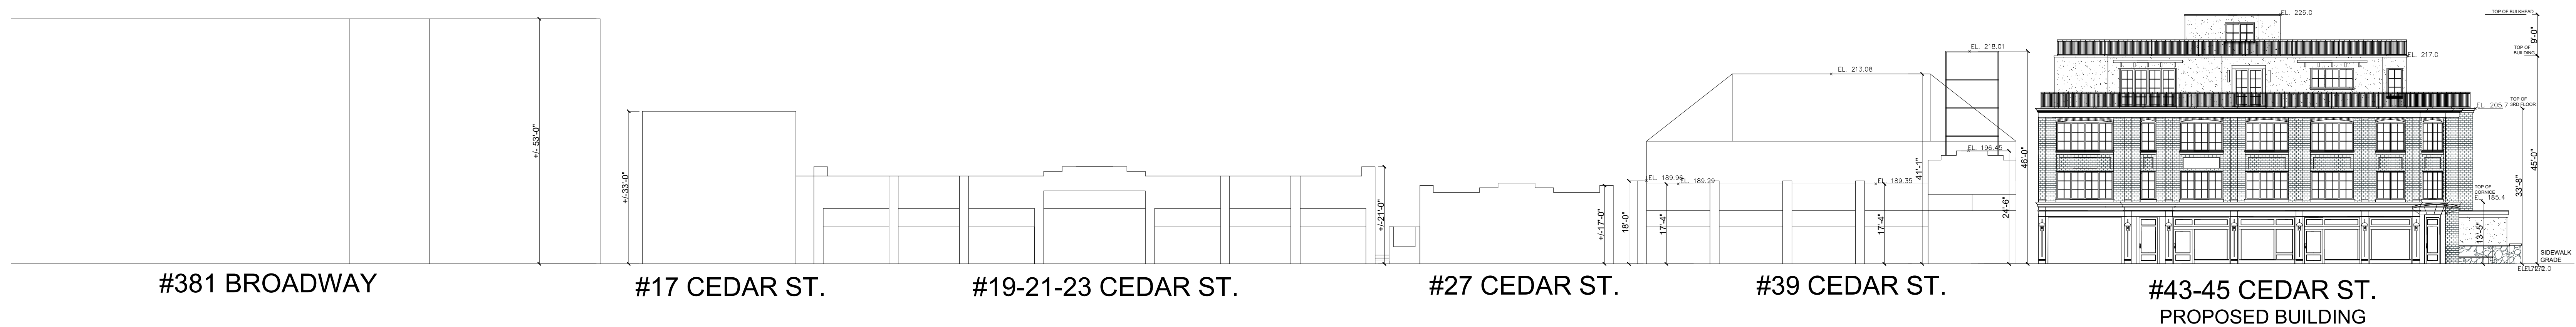 +/- 53'-0"
#381 BROADWAY
+/-33'-0"
#17 CEDAR ST.
#19-21-23 CEDAR ST.
+/-21'-0"
+/-17'-0"
#27 CEDAR ST.
18'-0"
EL. 189.96
17'-4"
EL. 189.29
EL. 213.08
17'-4"
EL. 189.35
41'-1"
EL. 218.01
EL. 196.45
24'-6"
46'-0"
#39 CEDAR ST.
EL. 226.0
TOP OF BULKHEAD
9'-0"
TOP OF
BUILDING
EL. 217.0
TOP OF
3RD FLOOR
EL. 205.7
45'-0"
33'-8"
TOP OF
CORNICE
EL. 185.4
13'-5"
SIDEWALK
GRADE
#43-45 CEDAR ST.
PROPOSED BUILDING